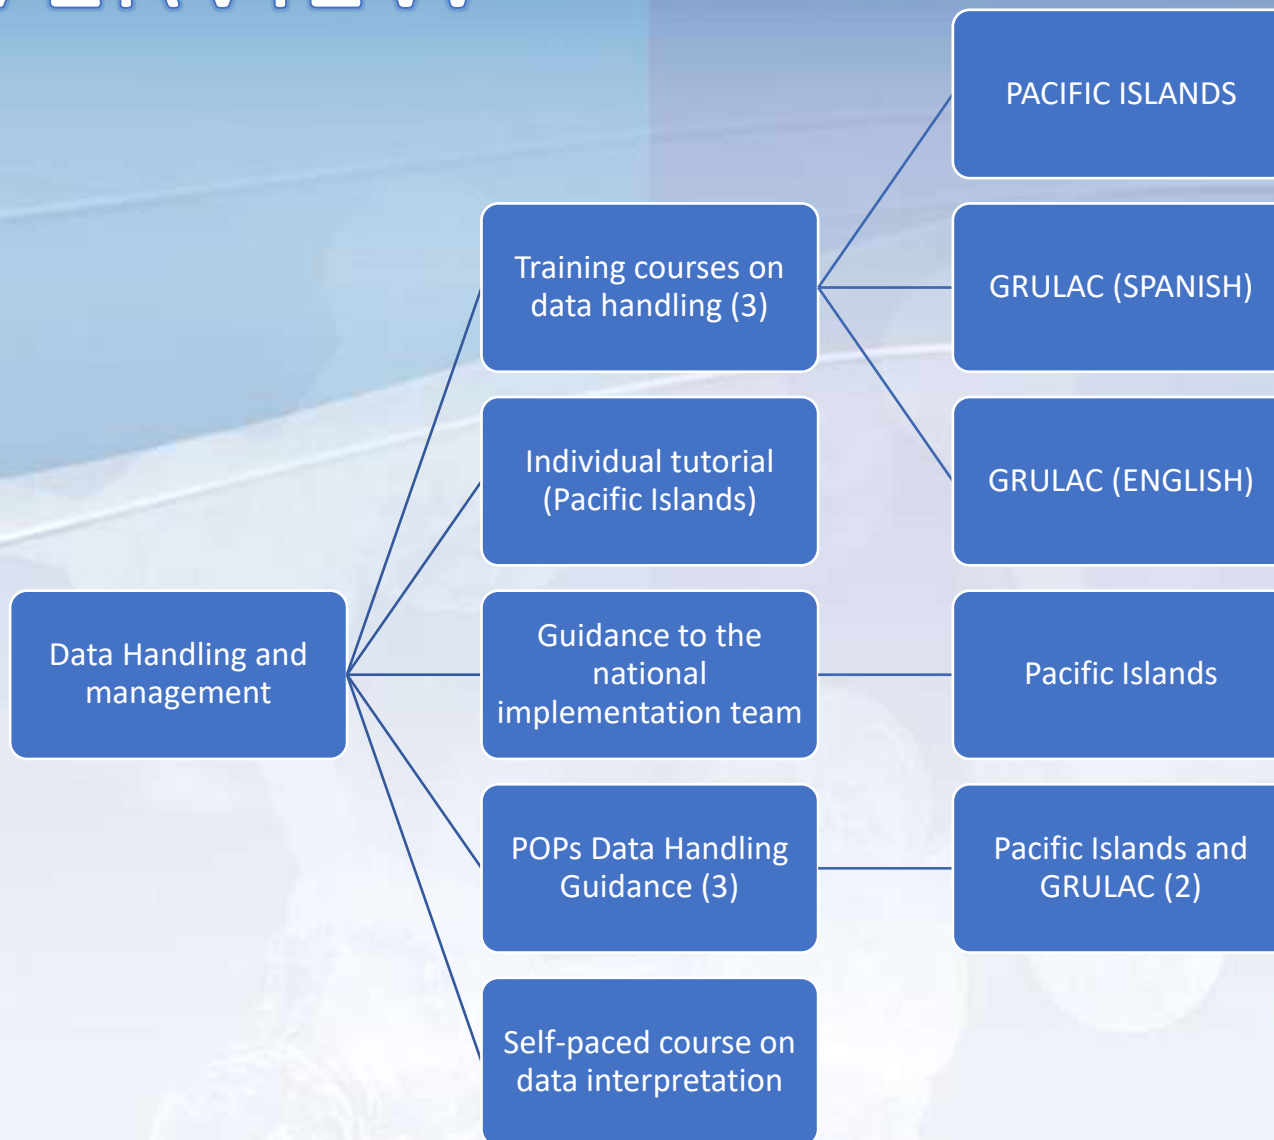 PACIFIC ISLANDS
Training courses on
data handling (3)
GRULAC (SPANISH)
Individual tutorial
(Pacific Islands)
GRULAC (ENGLISH)
Data Handling and
management
Guidance to the
national
implementation team
Pacific Islands
POPs Data Handling
Guidance (3)
Pacific Islands and
GRULAC (2)
Self-paced course on
data interpretation